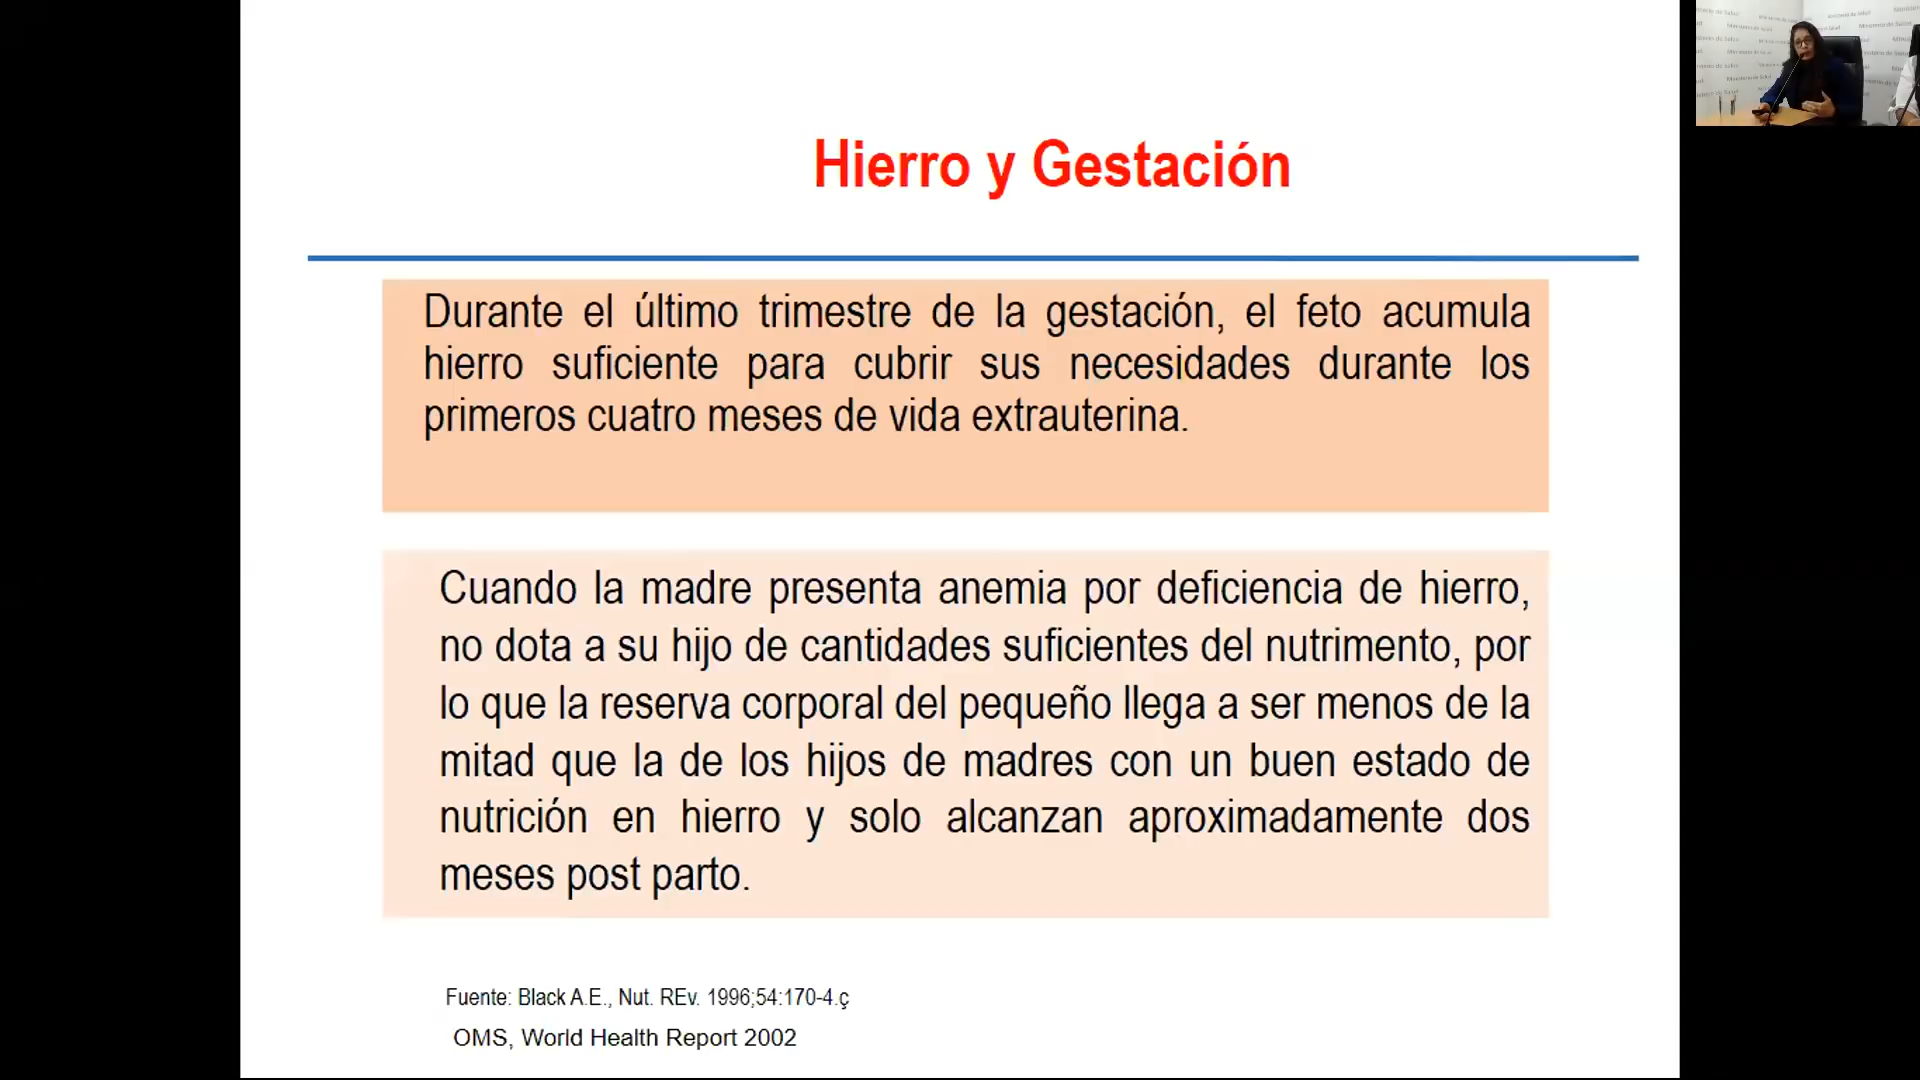 Hierro y Gestación
Durante el último trimestre de la gestación, el feto acumula
hierro suficiente para cubrir sus necesidades durante los
primeros cuatro meses de vida extrauterina.
Cuando la madre presenta anemia por deficiencia de hierro,
no dota a su hijo de cantidades suficientes del nutrimento, por
lo que la reserva corporal del pequeño llega a ser menos de la
mitad que la de los hijos de madres con un buen estado de
nutrición en hierro y solo alcanzan aproximadamente dos
meses post parto.
Fuente: Black A.E., Nut. REv. 1996;54:170-4.ç
OMS, World Health Report 2002